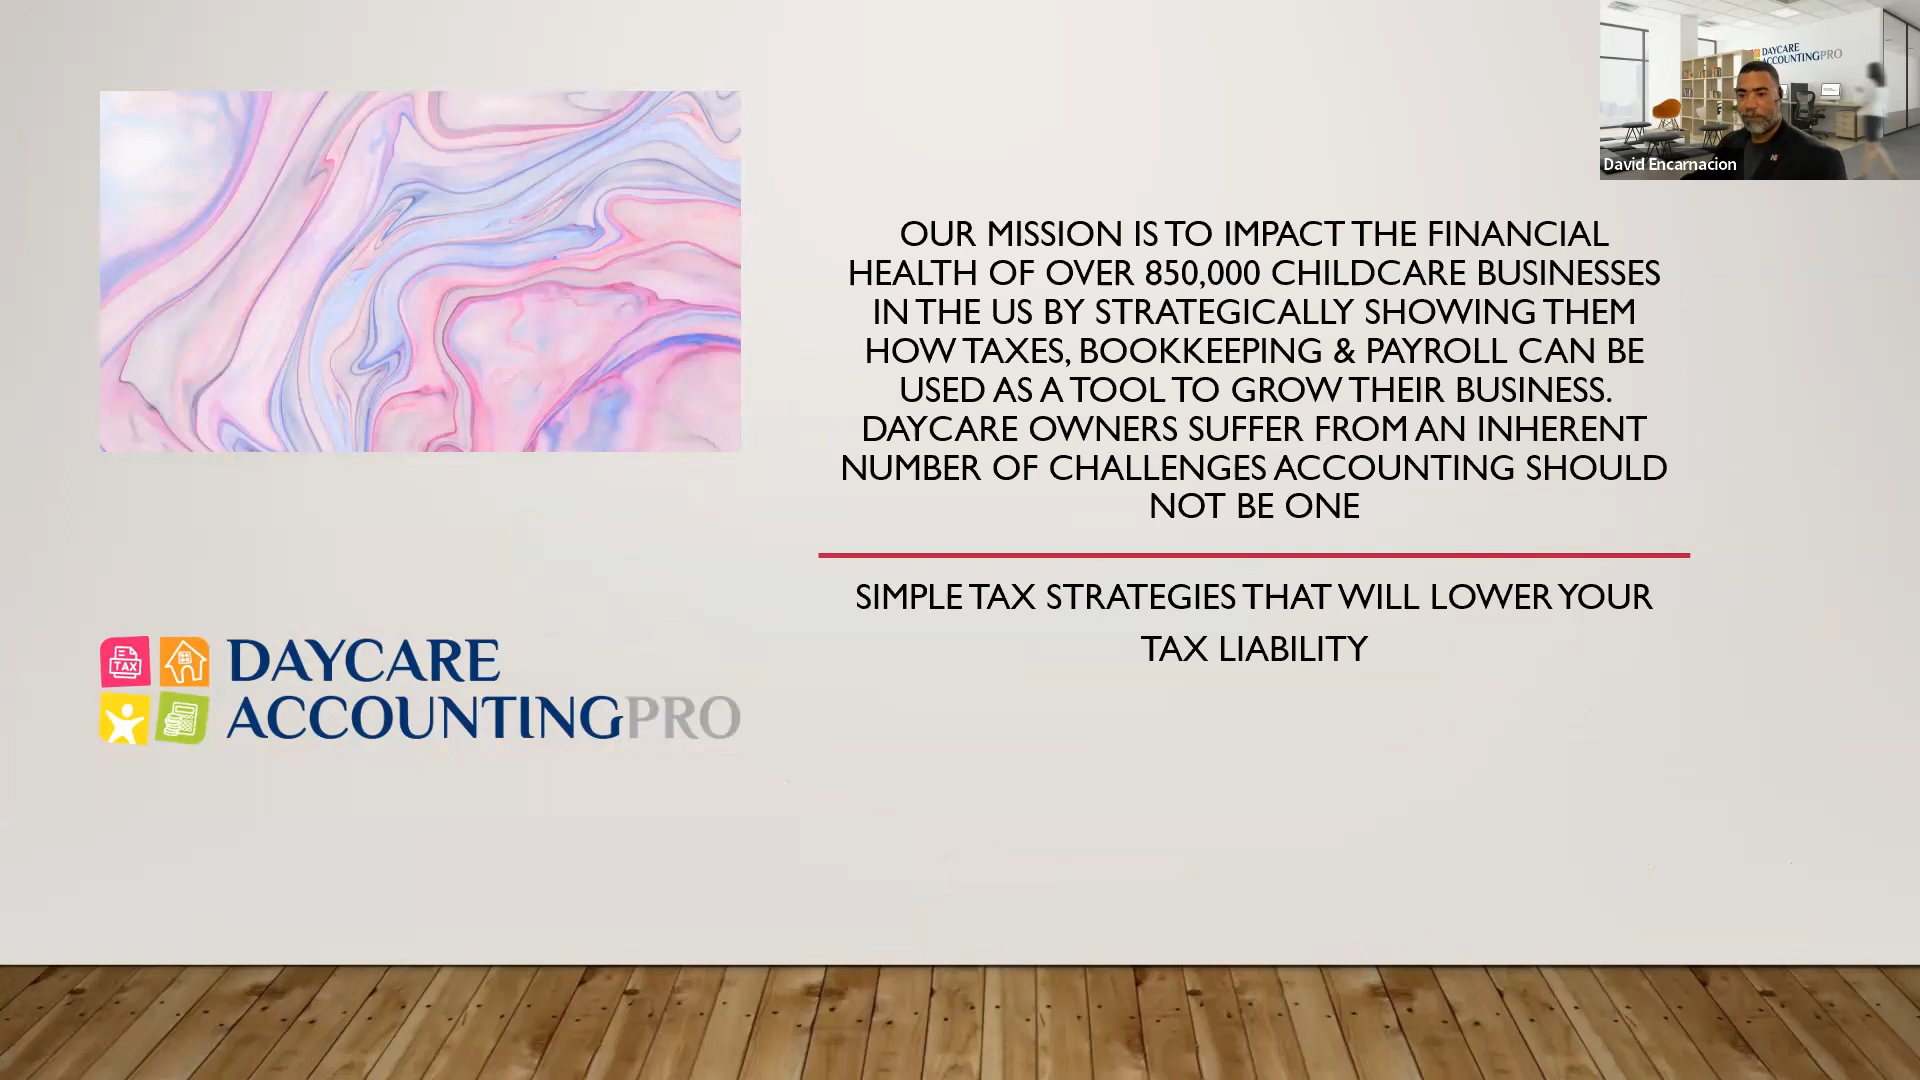 DAYCARE
ACCOUNTINGPRO
David Encarnacion
OUR MISSION IS TO IMPACT THE FINANCIAL
HEALTH OF OVER 850,000 CHILDCARE BUSINESSES
IN THE US BY STRATEGICALLY SHOWING THEM
HOW TAXES, BOOKKEEPING & PAYROLL CAN BE
USED AS A TOOL TO GROW THEIR BUSINESS.
DAYCARE OWNERS SUFFER FROM AN INHERENT
NUMBER OF CHALLENGES ACCOUNTING SHOULD
NOT BE ONE
SIMPLE TAX STRATEGIES THAT WILL LOWER YOUR
TAX LIABILITY
TAX
DAYCARE
ACCOUNTINGPRO